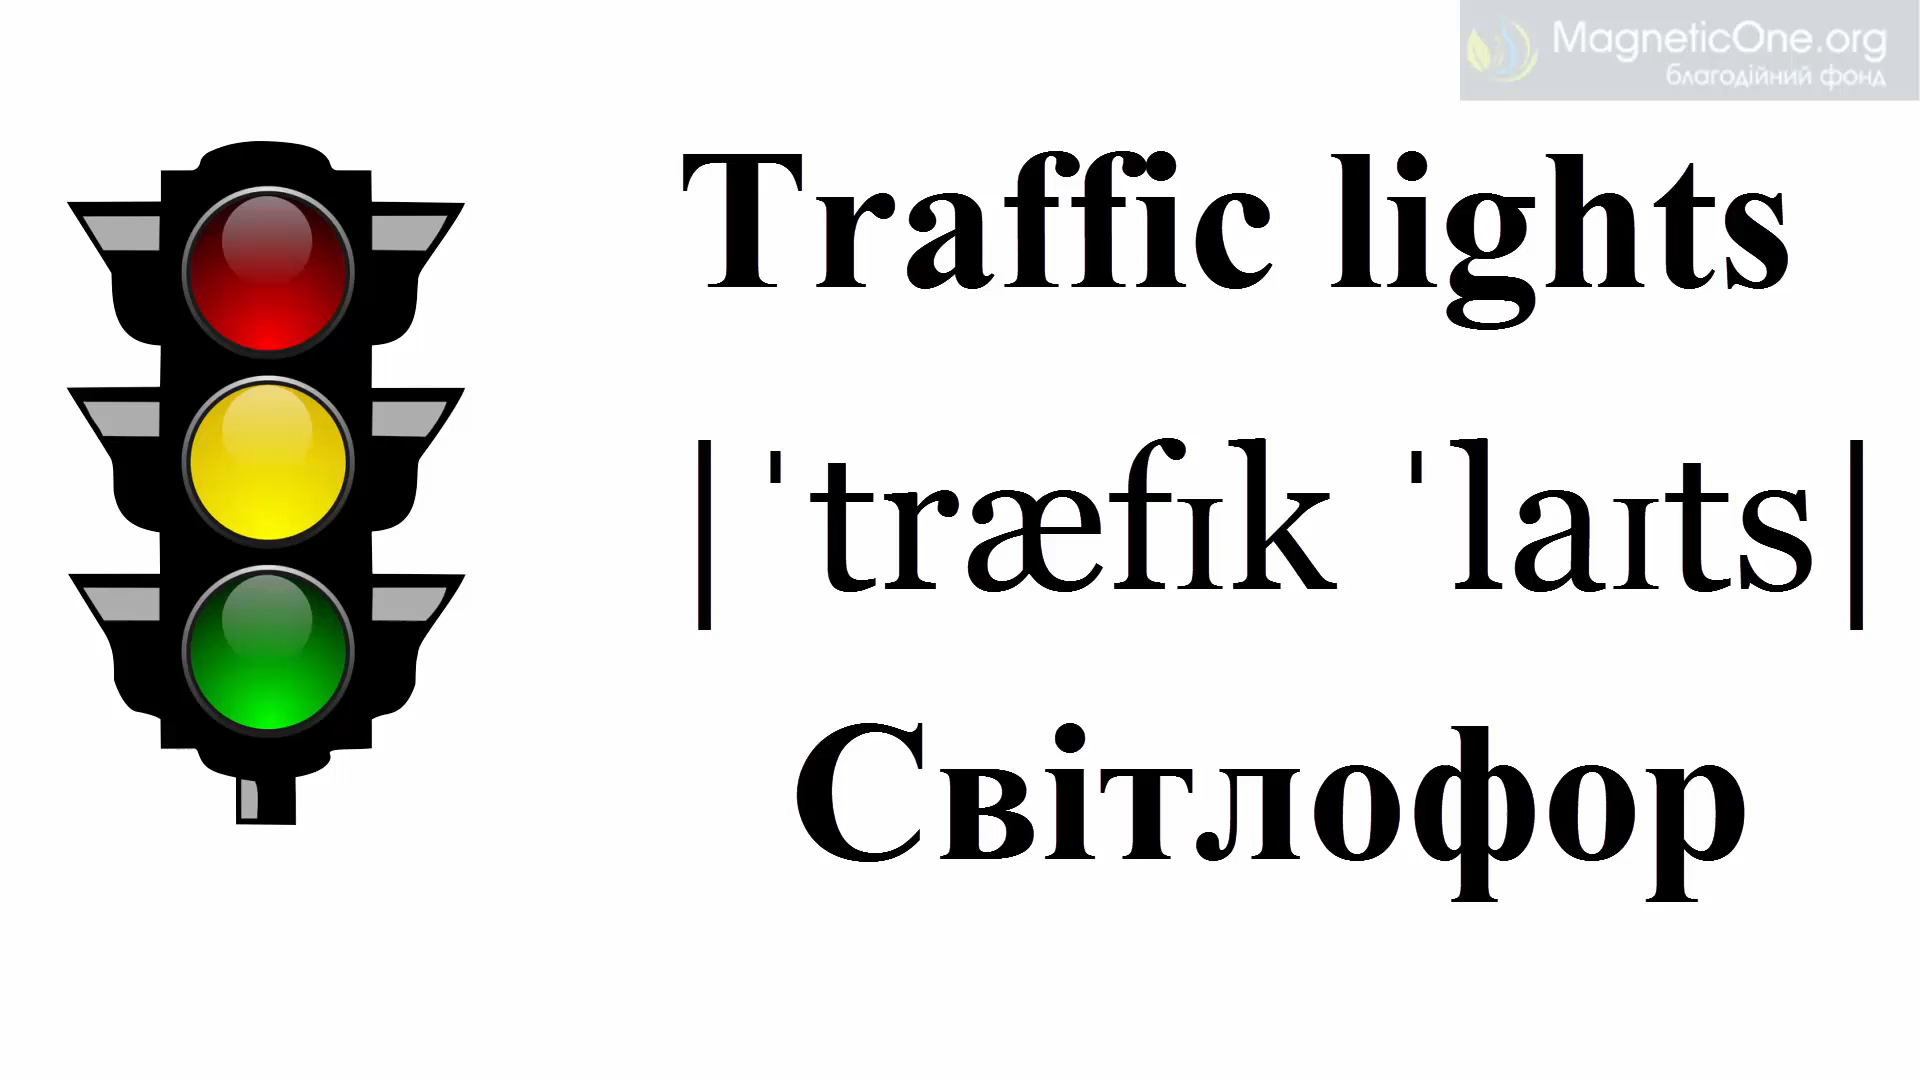 MagneticOne.org
благодійний фонд
Traffic lights
|ˈtræfɪk ˈlaɪts|
Світлофор